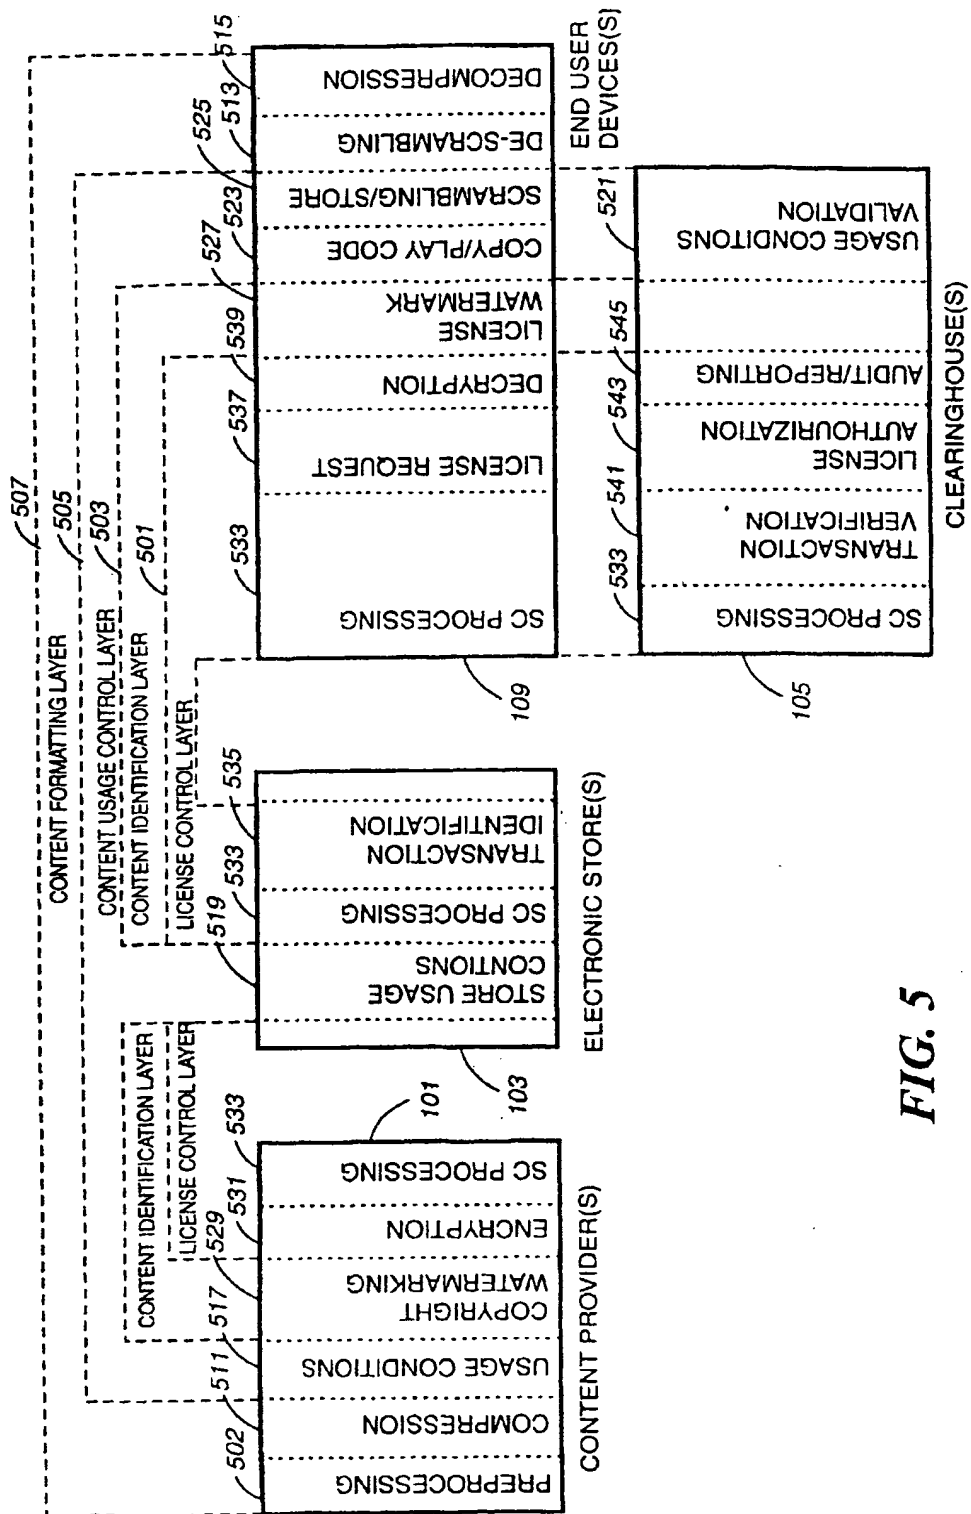 507
CONTENT FORMATTING LAYER
505
CONTENT USAGE CONTROL LAYER
503
CONTENT IDENTIFICATION LAYER
501
LICENSE CONTROL LAYER
CONTENT IDENTIFICATION LAYER
LICENSE CONTROL LAYER
502
511
517
529
531
533
101
PREPROCESSING
COMPRESSION
USAGE CONDITIONS
COPYRIGHT
WATERMARKING
ENCRYPTION
SC PROCESSING
CONTENT PROVIDER(S)
519
533
535
103
STORE USAGE
CONTIONS
SC PROCESSING
TRANSACTION
IDENTIFICATION
ELECTRONIC STORE(S)
533
537
539
527
523
525
513
515
109
SC PROCESSING
LICENSE REQUEST
DECRYPTION
LICENSE
WATERMARK
COPY/PLAY CODE
SCRAMBLING/STORE
DE-SCRAMBLING
DECOMPRESSION
END USER
DEVICES(S)
533
541
543
545
521
105
SC PROCESSING
TRANSACTION
VERIFICATION
LICENSE
AUTHOURIZATION
AUDIT/REPORTING
USAGE CONDITONS
VALIDATION
CLEARINGHOUSE(S)
FIG. 5